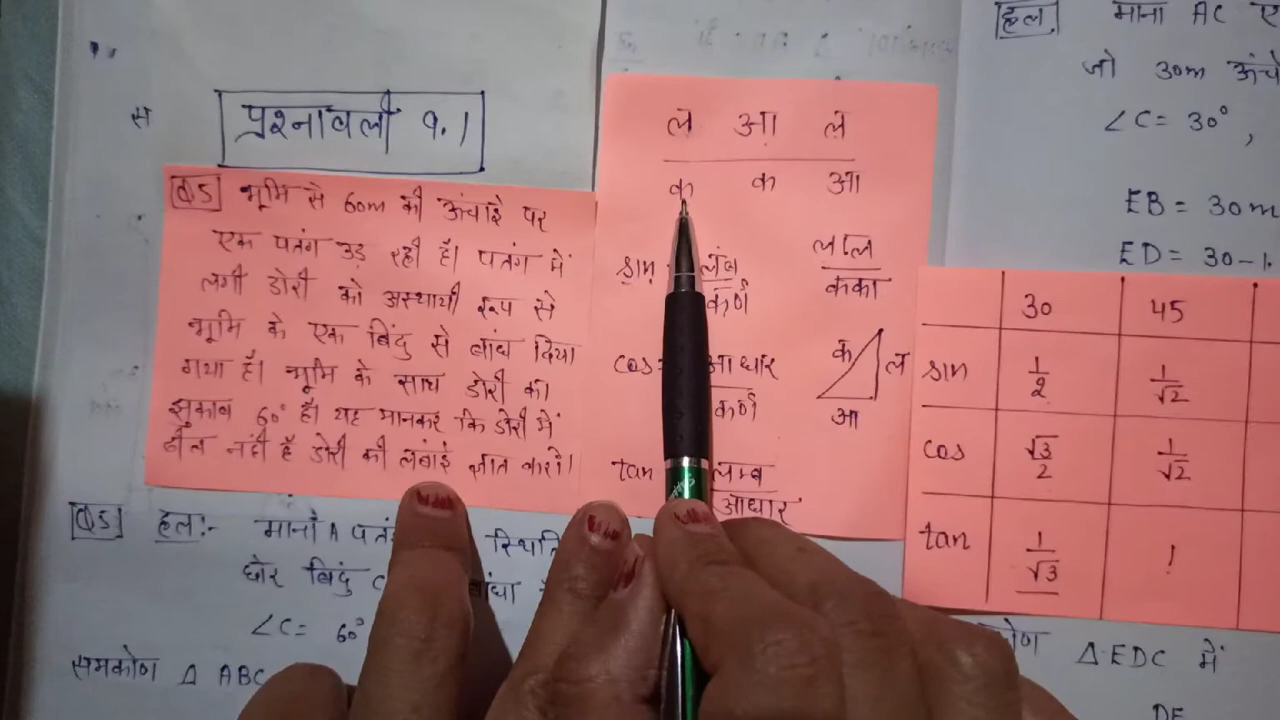 प्रश्नावली 9.1
से
Q5 भूमि से 60m की ऊंचाई पर
एक पतंग उड़ रही है। पतंग में
लगी डोरी को अस्थायी रूप से
भूमि के एक बिंदु से बांध दिया
गया है। भूमि के साथ डोरी का
झुकाव 60° है। यह मानकर कि डोरी में
ढील नहीं है डोरी की लंबाई ज्ञात करो।
ल आ ल
क क आ
sin लंब
कर्ण
cos = आधार
कर्ण
tan लम्ब
आधार
लाल
कका
क ल
आ
हल माना AC
जो 30m ऊंचे
∠C = 30°,
EB = 30m
ED = 30-1.
30 45
sin 1/2 1/√2
cos √3/2 1/√2
tan 1/√3 !
Q5 हल:- माना A स्थिति
बिंदु C बांधा
∠C = 60°
समकोण Δ ABC
Δ EDC में
DE